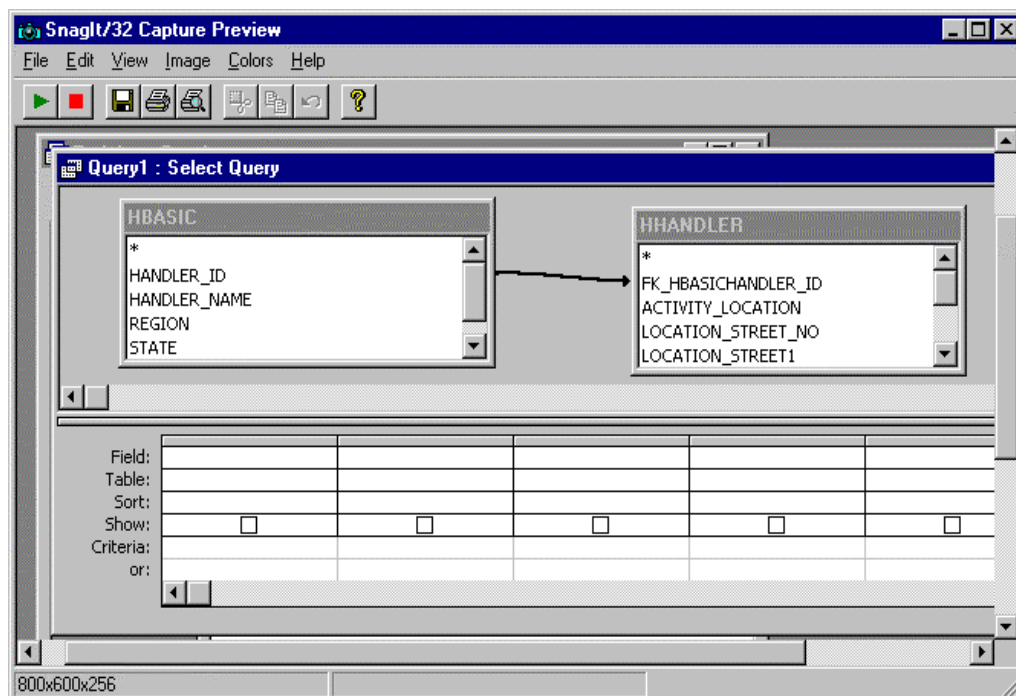 SnagIt/32 Capture Preview
File Edit View Image Colors Help
Query1 : Select Query
HBASIC
*
HANDLER_ID
HANDLER_NAME
REGION
STATE
HHANDLER
*
FK_HBASICHANDLER_ID
ACTIVITY_LOCATION
LOCATION_STREET_NO
LOCATION_STREET1
Field:
Table:
Sort:
Show:
Criteria:
or:
800x600x256